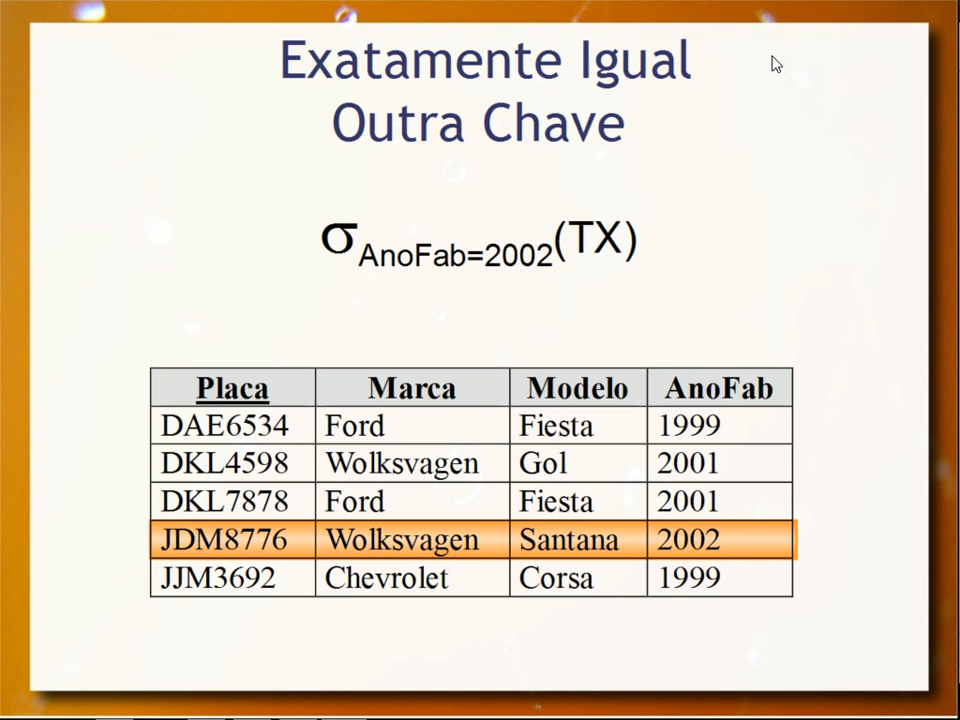 Exatamente Igual
Outra Chave
σAnoFab=2002(TX)
Placa Marca Modelo AnoFab
DAE6534 Ford Fiesta 1999
DKL4598 Wolksvagen Gol 2001
DKL7878 Ford Fiesta 2001
JDM8776 Wolksvagen Santana 2002
JJM3692 Chevrolet Corsa 1999